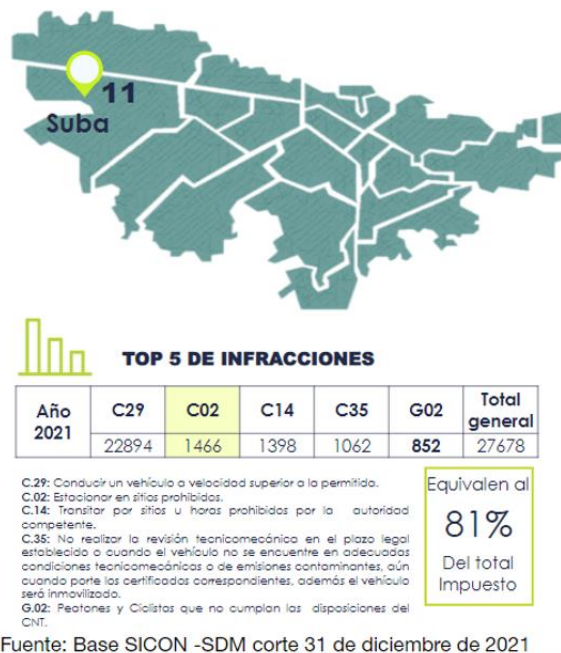 11
Suba
TOP 5 DE INFRACCIONES
Año 2021 C29 C02 C14 C35 G02 Total general
22894 1466 1398 1062 852 27678
C.29: Conducir un vehículo a velocidad superior a la permitida.
C.02: Estacionar en sitios prohibidos.
C.14: Transitar por sitios u horas prohibidos por la autoridad
competente.
C.35: No realizar la revisión tecnicomecánica en el plazo legal
establecido o cuando el vehículo no se encuentre en adecuadas
condiciones tecnicomecánicas o de emisiones contaminantes, aún
cuando porte los certificados correspondientes, además el vehículo
será inmovilizado.
G.02: Peatones y Ciclistas que no cumplan las disposiciones del
CNT.
Equivalen al
81%
Del total
Impuesto
Fuente: Base SICON -SDM corte 31 de diciembre de 2021